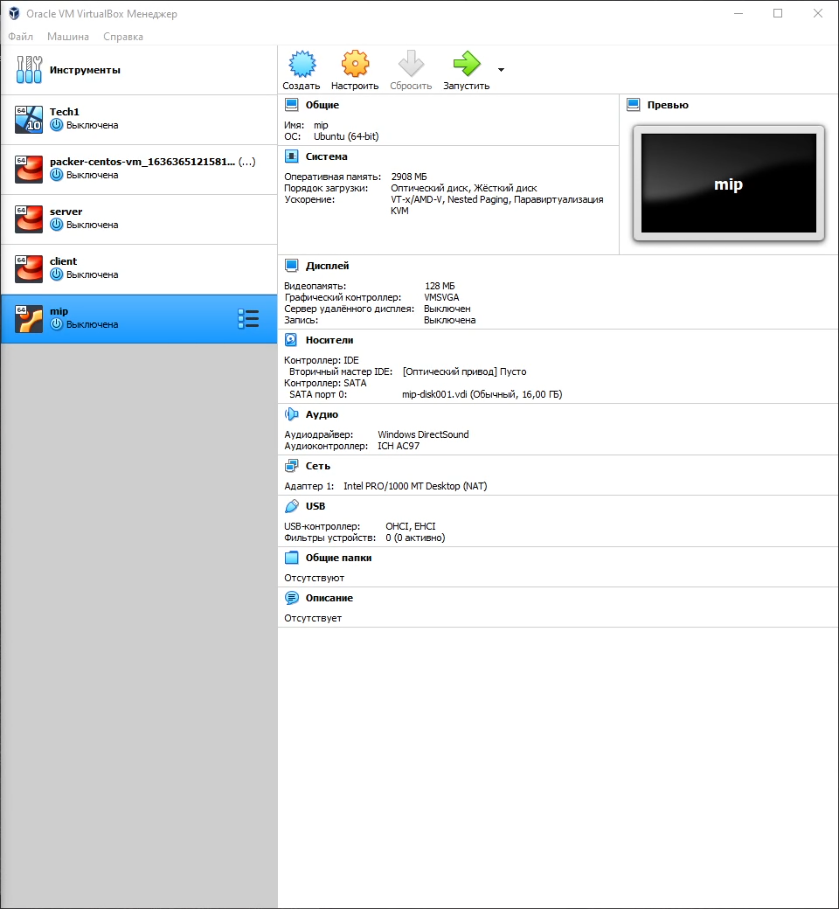 Oracle VM VirtualBox Менеджер
Файл Машина Справка
Инструменты
Tech1
Выключена
packer-centos-vm_1636365121581... (...)
Выключена
server
Выключена
client
Выключена
mip
Выключена
Создать Настроить Сбросить Запустить
Общие
Имя: mip
ОС: Ubuntu (64-bit)
Превью
mip
Система
Оперативная память: 2908 МБ
Порядок загрузки: Оптический диск, Жёсткий диск
Ускорение: VT-x/AMD-V, Nested Paging, Паравиртуализация
KVM
Дисплей
Видеопамять: 128 МБ
Графический контроллер: VMSVGA
Сервер удалённого дисплея: Выключен
Запись: Выключена
Носители
Контроллер: IDE
Вторичный мастер IDE: [Оптический привод] Пусто
Контроллер: SATA
SATA порт 0: mip-disk001.vdi (Обычный, 16,00 ГБ)
Аудио
Аудиодрайвер: Windows DirectSound
Аудиоконтроллер: ICH AC97
Сеть
Адаптер 1: Intel PRO/1000 MT Desktop (NAT)
USB
USB-контроллер: OHCI, EHCI
Фильтры устройств: 0 (0 активно)
Общие папки
Отсутствуют
Описание
Отсутствует